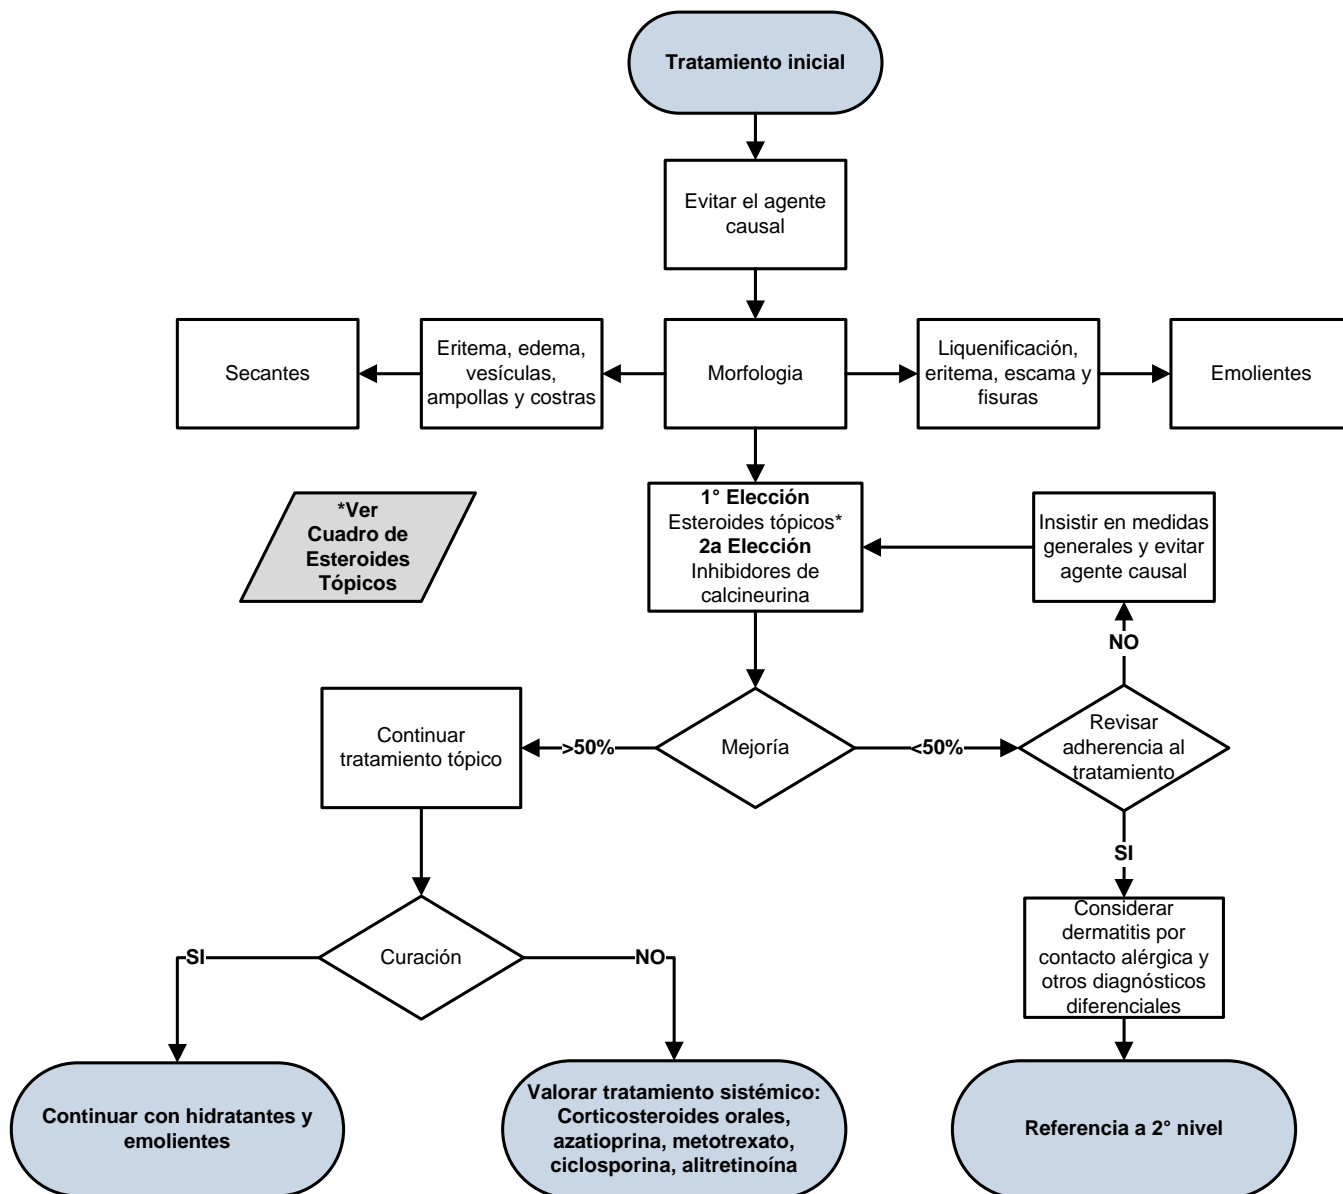 Tratamiento inicial
Evitar el agente
causal
Secantes
Eritema, edema,
vesículas,
ampollas y costras
Morfologia
Liquenificación,
eritema, escama y
fisuras
Emolientes
*Ver
Cuadro de
Esteroides
Tópicos
1° Elección
Esteroides tópicos*
2a Elección
Inhibidores de
calcineurina
Insistir en medidas
generales y evitar
agente causal
NO
Continuar
tratamiento tópico
>50%
Mejoría
<50%
Revisar
adherencia al
tratamiento
SI
Considerar
dermatitis por
contacto alérgica y
otros diagnósticos
diferenciales
SI
Curación
NO
Continuar con hidratantes y
emolientes
Valorar tratamiento sistémico:
Corticosteroides orales,
azatioprina, metotrexato,
ciclosporina, alitretinoína
Referencia a 2° nivel